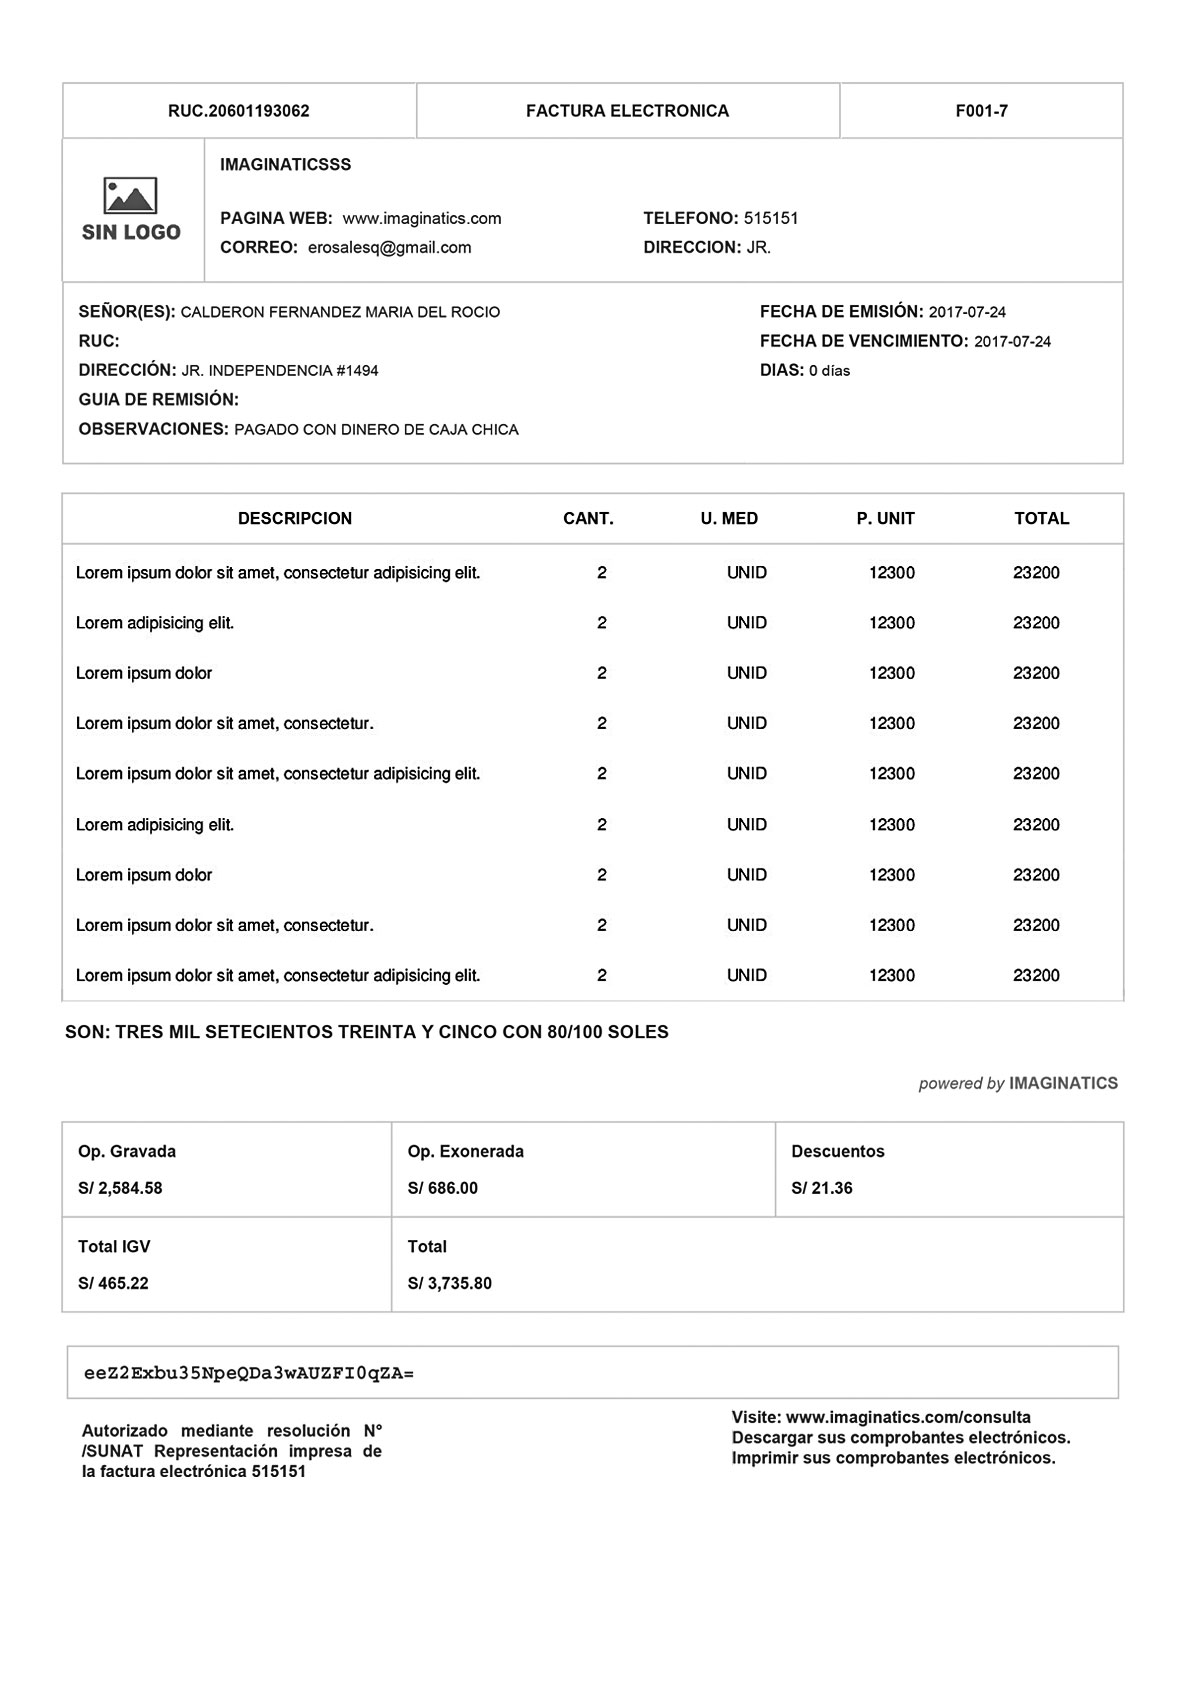 RUC.20601193062 FACTURA ELECTRONICA F001-7
SIN LOGO
IMAGINATICSSS
PAGINA WEB: www.imaginatics.com TELEFONO: 515151
CORREO: erosalesq@gmail.com DIRECCION: JR.
SEÑOR(ES): CALDERON FERNANDEZ MARIA DEL ROCIO FECHA DE EMISIÓN: 2017-07-24
RUC: FECHA DE VENCIMIENTO: 2017-07-24
DIRECCIÓN: JR. INDEPENDENCIA #1494 DIAS: 0 días
GUIA DE REMISIÓN:
OBSERVACIONES: PAGADO CON DINERO DE CAJA CHICA
DESCRIPCION CANT. U. MED P. UNIT TOTAL
Lorem ipsum dolor sit amet, consectetur adipisicing elit. 2 UNID 12300 23200
Lorem adipisicing elit. 2 UNID 12300 23200
Lorem ipsum dolor 2 UNID 12300 23200
Lorem ipsum dolor sit amet, consectetur. 2 UNID 12300 23200
Lorem ipsum dolor sit amet, consectetur adipisicing elit. 2 UNID 12300 23200
Lorem adipisicing elit. 2 UNID 12300 23200
Lorem ipsum dolor 2 UNID 12300 23200
Lorem ipsum dolor sit amet, consectetur. 2 UNID 12300 23200
Lorem ipsum dolor sit amet, consectetur adipisicing elit. 2 UNID 12300 23200
SON: TRES MIL SETECIENTOS TREINTA Y CINCO CON 80/100 SOLES
powered by IMAGINATICS
Op. Gravada Op. Exonerada Descuentos
S/ 2,584.58 S/ 686.00 S/ 21.36
Total IGV Total
S/ 465.22 S/ 3,735.80
eeZ2Exbu35NpeQDa3wAUZFI0qZA=
Autorizado mediante resolución N°
/SUNAT Representación impresa de
la factura electrónica 515151
Visite: www.imaginatics.com/consulta
Descargar sus comprobantes electrónicos.
Imprimir sus comprobantes electrónicos.